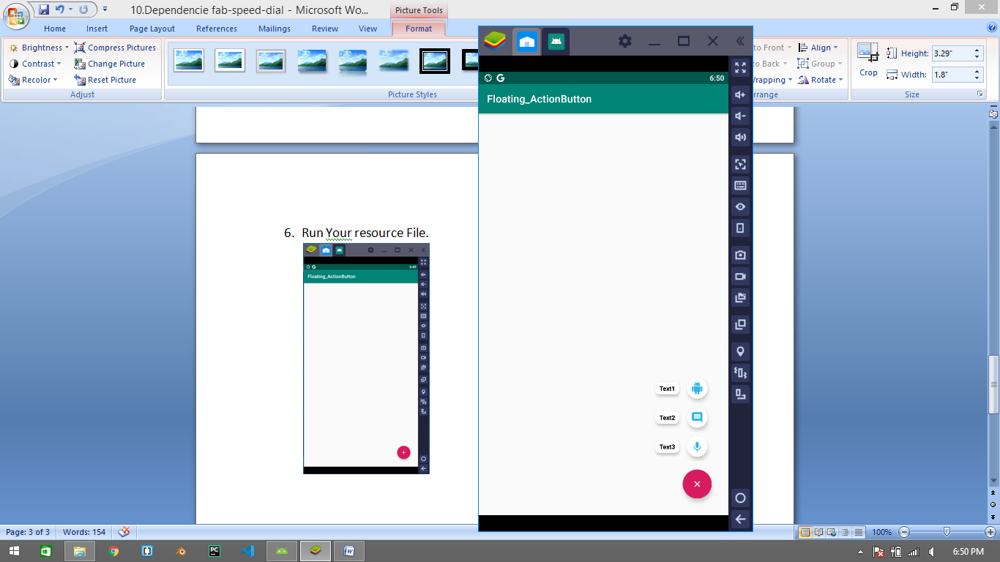 10.Dependencie fab-speed-dial - Microsoft Wo...
Picture Tools
Home Insert Page Layout References Mailings Review View Format
Brightness
Compress Pictures
Contrast
Change Picture
Recolor
Reset Picture
Adjust
Picture Styles
to Front
Align
to Back
Group
Wrapping
Rotate
rrange
Crop
Height: 3.29"
Width: 1.8"
Size
G
6:50
Floating_ActionButton
Text1
Text2
Text3
6. Run Your resource File.
G
6:49
Floating_ActionButton
Page: 3 of 3 Words: 154
100%
PC
W
6:50 PM